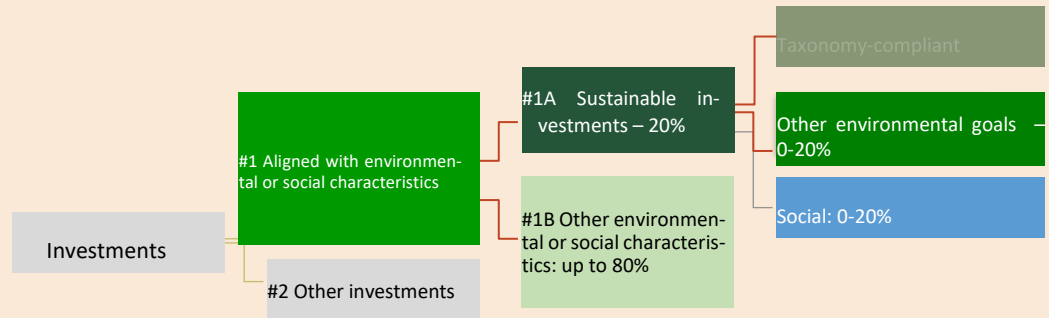 Taxonomy-compliant
#1A Sustainable in-
vestments – 20%
Other environmental goals –
0-20%
#1 Aligned with environmen-
tal or social characteristics
Social: 0-20%
#1B Other environmen-
tal or social characteris-
tics: up to 80%
Investments
#2 Other investments